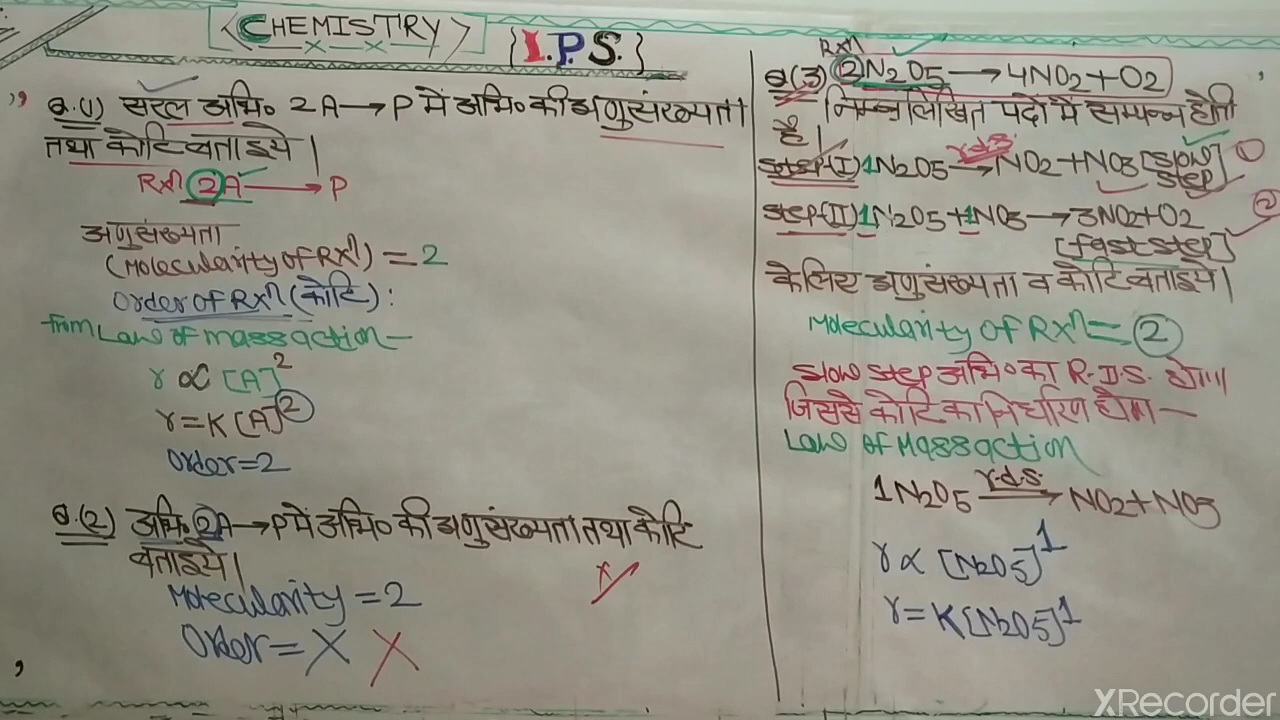 CHEMISTRY
I.P.S.
Q.(1) सरल अभि० 2A→P में अभि० की अणुसंख्यता
तथा कोटि बताइये।
Rxn 2A → P
अणुसंख्यता
(Molecularity of Rxn) = 2
Order of Rxn (कोटि) :
from Law of mass action -
r ∝ [A]²
r = K[A]²
Order=2
Q.(2) अभि० 2A→P में अभि० की अणुसंख्यता तथा कोटि
बताइये।
Molecularity = 2
Order = X X
Rxn
Q(3) 2N2O5 → 4NO2+O2
निम्नलिखित पदो में सम्पन्न होती
है।
Step(I) 1N2O5 r.d.s → NO2+NO3 [slow step] 1
Step(II) 1N2O5+1NO3 → 3NO2+O2 2
[fast step]
के लिए अणुसंख्यता व कोटि बताइये।
Molecularity of Rxn = 2
Slow step अभि० का R.D.S. होगा
जिससे कोटि का निर्धारण होगा -
Law of Mass action
1N2O5 r.d.s. → NO2+NO3
r ∝ [N2O5]¹
r = K[N2O5]¹
XRecorder